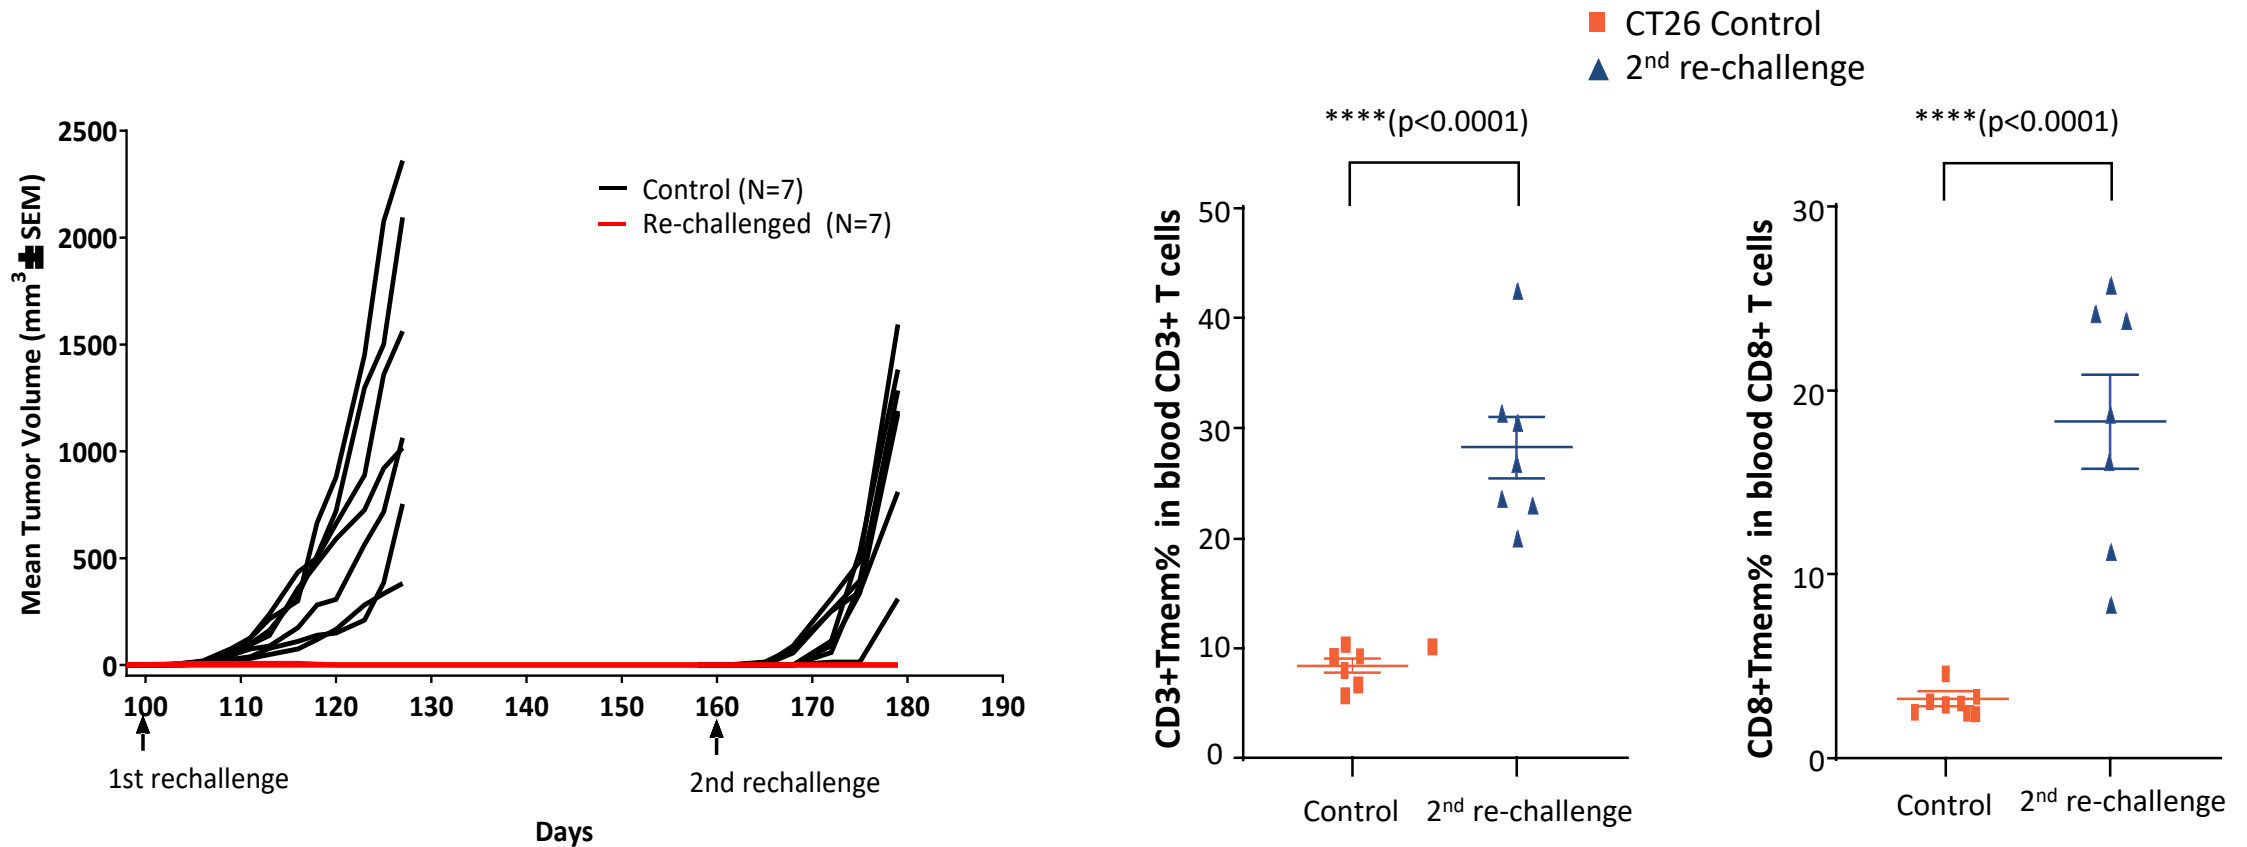 CT26 Control
2nd re-challenge
****(p<0.0001)
****(p<0.0001)
Mean Tumor Volume (mm3 ± SEM)
2500
2000
1500
1000
500
0
Control (N=7)
Re-challenged (N=7)
100 110 120 130 140 150 160 170 180 190
1st rechallenge
2nd rechallenge
Days
CD3+Tmem% in blood CD3+ T cells
50
40
30
20
10
0
Control 2nd re-challenge
CD8+Tmem% in blood CD8+ T cells
30
20
10
0
Control 2nd re-challenge